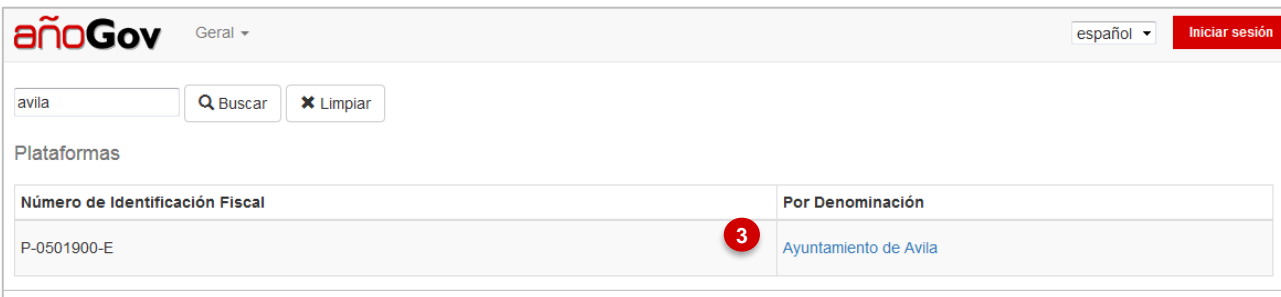 añoGov Geral español Iniciar sesión
avila Buscar Limpiar
Plataformas
Número de Identificación Fiscal Por Denominación
P-0501900-E 3 Ayuntamiento de Avila